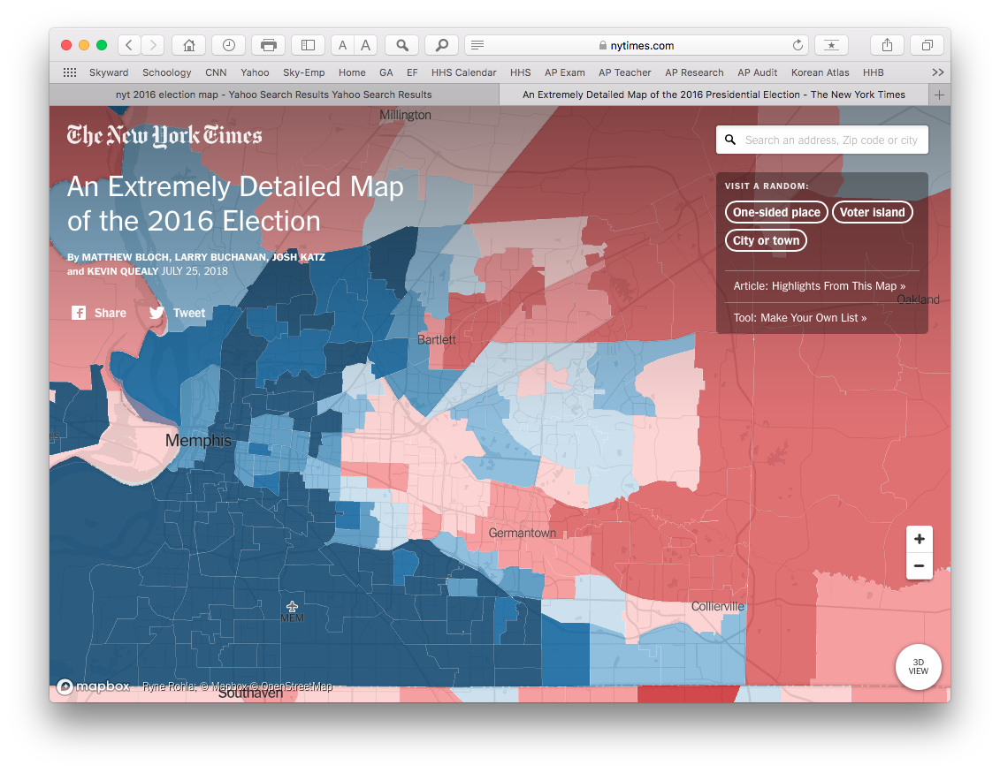 A A
nytimes.com
Skyward Schoology CNN Yahoo Sky-Emp Home GA EF HHS Calendar HHS AP Exam AP Teacher AP Research AP Audit Korean Atlas HHB
nyt 2016 election map - Yahoo Search Results Yahoo Search Results
An Extremely Detailed Map of the 2016 Presidential Election - The New York Times
Millington
The New York Times
Search an address, Zip code or city
An Extremely Detailed Map
of the 2016 Election
By MATTHEW BLOCH, LARRY BUCHANAN, JOSH KATZ
and KEVIN QUEALY JULY 25, 2018
VISIT A RANDOM:
One-sided place Voter island
City or town
Article: Highlights From This Map »
Oakland
Tool: Make Your Own List »
Share Tweet
Bartlett
Memphis
Germantown
+
−
MEM
Collierville
3D
VIEW
mapbox Ryne Rohla; © Mapbox © OpenStreetMap
Southaven